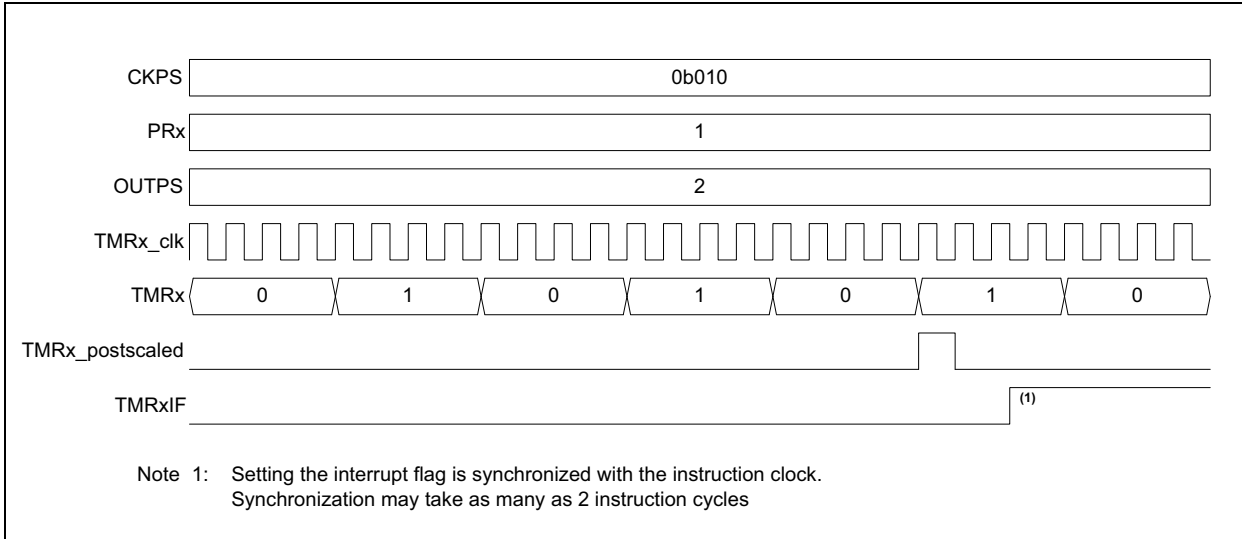 CKPS 0b010
PRx 1
OUTPS 2
TMRx_clk
TMRx 0 1 0 1 0 1 0
TMRx_postscaled
TMRxIF (1)
Note 1: Setting the interrupt flag is synchronized with the instruction clock.
Synchronization may take as many as 2 instruction cycles